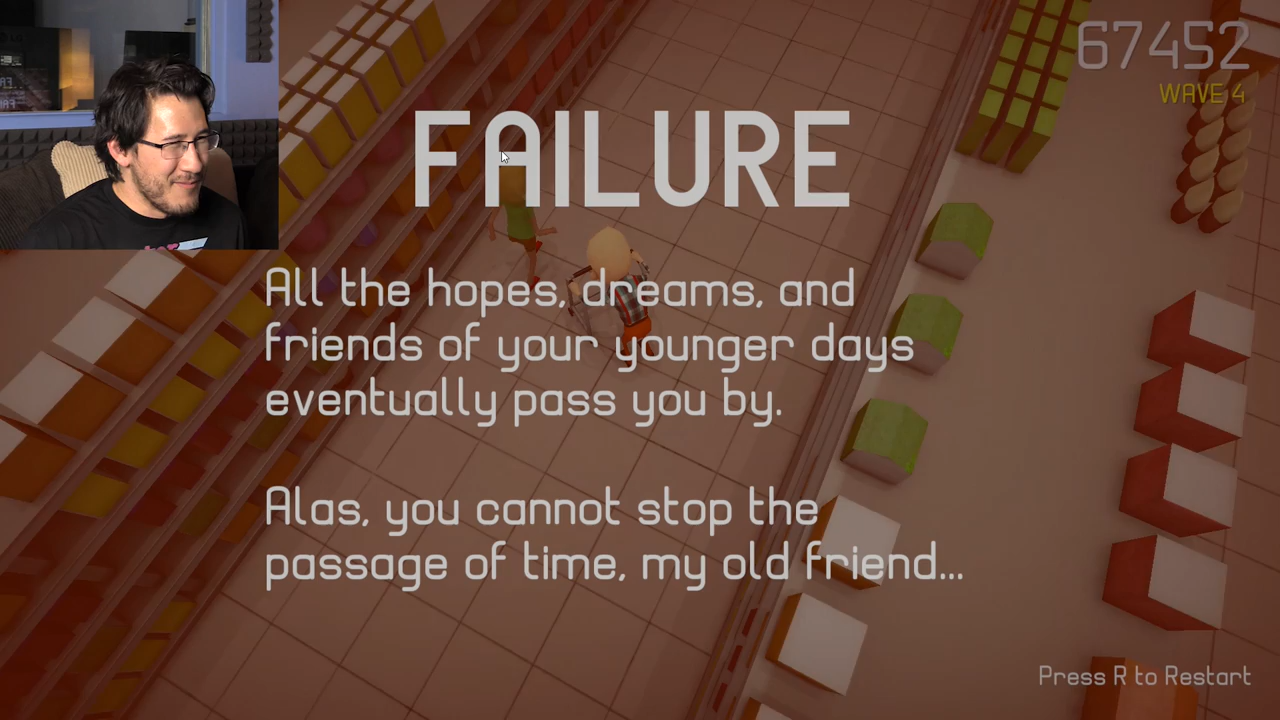 67452
WAVE 4
FAILURE
All the hopes, dreams, and
friends of your younger days
eventually pass you by.
Alas, you cannot stop the
passage of time, my old friend...
Press R to Restart